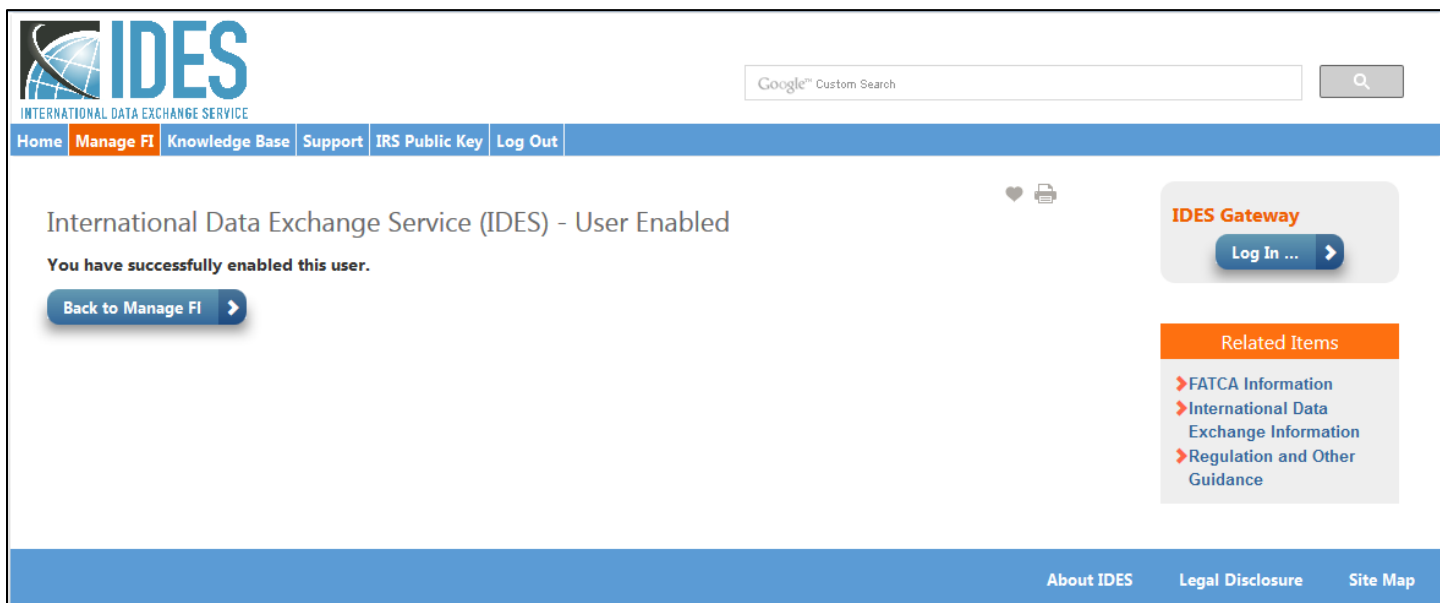 IDES
INTERNATIONAL DATA EXCHANGE SERVICE
Google™ Custom Search
Home Manage FI Knowledge Base Support IRS Public Key Log Out
International Data Exchange Service (IDES) - User Enabled
You have successfully enabled this user.
Back to Manage FI
IDES Gateway
Log In ...
Related Items
FATCA Information
International Data
Exchange Information
Regulation and Other
Guidance
About IDES Legal Disclosure Site Map